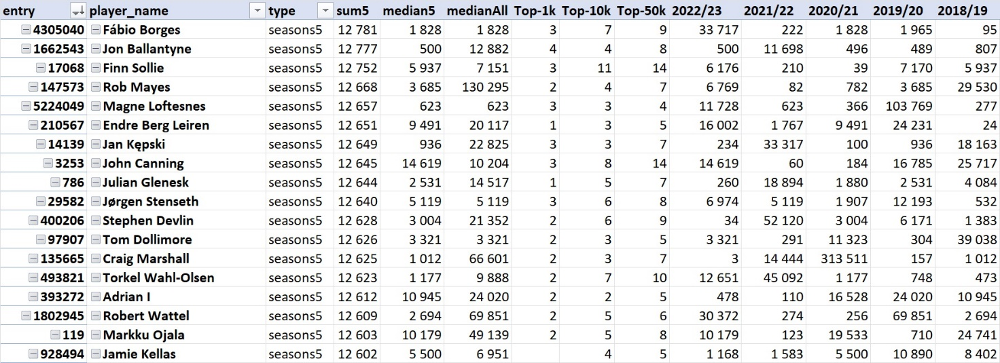 entry player_name type sum5 median5 medianAll Top-1k Top-10k Top-50k 2022/23 2021/22 2020/21 2019/20 2018/19
4305040 Fábio Borges seasons5 12 781 1 828 1 828 3 7 9 33 717 222 1 828 1 965 95
1662543 Jon Ballantyne seasons5 12 777 500 12 882 4 4 8 500 11 698 496 489 807
17068 Finn Sollie seasons5 12 752 5 937 7 151 3 11 14 6 176 210 39 7 170 5 937
147573 Rob Mayes seasons5 12 668 3 685 130 295 2 4 7 6 769 82 782 3 685 29 530
5224049 Magne Loftesnes seasons5 12 657 623 623 3 3 4 11 728 623 366 103 769 277
210567 Endre Berg Leiren seasons5 12 651 9 491 20 117 1 3 5 16 002 1 767 9 491 24 231 24
14139 Jan Kępski seasons5 12 649 936 22 825 3 3 7 234 33 317 100 936 18 163
3253 John Canning seasons5 12 645 14 619 10 204 3 8 14 14 619 60 184 16 785 25 717
786 Julian Glenesk seasons5 12 644 2 531 14 517 1 5 7 260 18 894 1 880 2 531 4 084
29582 Jørgen Stenseth seasons5 12 640 5 119 5 119 3 6 8 6 974 5 119 1 907 12 193 532
400206 Stephen Devlin seasons5 12 628 3 004 21 352 2 6 9 34 52 120 3 004 6 171 1 383
97907 Tom Dollimore seasons5 12 626 3 321 3 321 2 3 5 3 321 291 11 323 304 39 038
135665 Craig Marshall seasons5 12 625 1 012 66 601 2 3 7 3 14 444 313 511 157 1 012
493821 Torkel Wahl-Olsen seasons5 12 623 1 177 9 888 2 7 10 12 651 45 092 1 177 748 473
393272 Adrian I seasons5 12 612 10 945 24 020 2 2 5 478 110 16 528 24 020 10 945
1802945 Robert Wattel seasons5 12 609 2 694 69 851 2 5 6 30 372 274 256 69 851 2 694
119 Markku Ojala seasons5 12 603 10 179 49 139 2 5 8 10 179 123 19 533 710 24 741
928494 Jamie Kellas seasons5 12 602 5 500 6 951 4 5 1 168 1 583 5 500 10 890 8 402